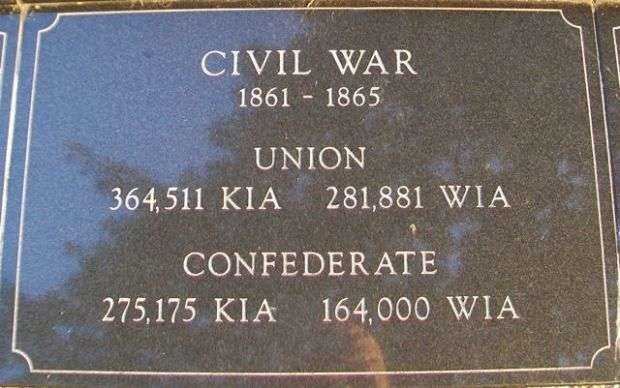 CIVIL WAR
1861 - 1865
UNION
364,511 KIA 281,881 WIA
CONFEDERATE
275,175 KIA 164,000 WIA